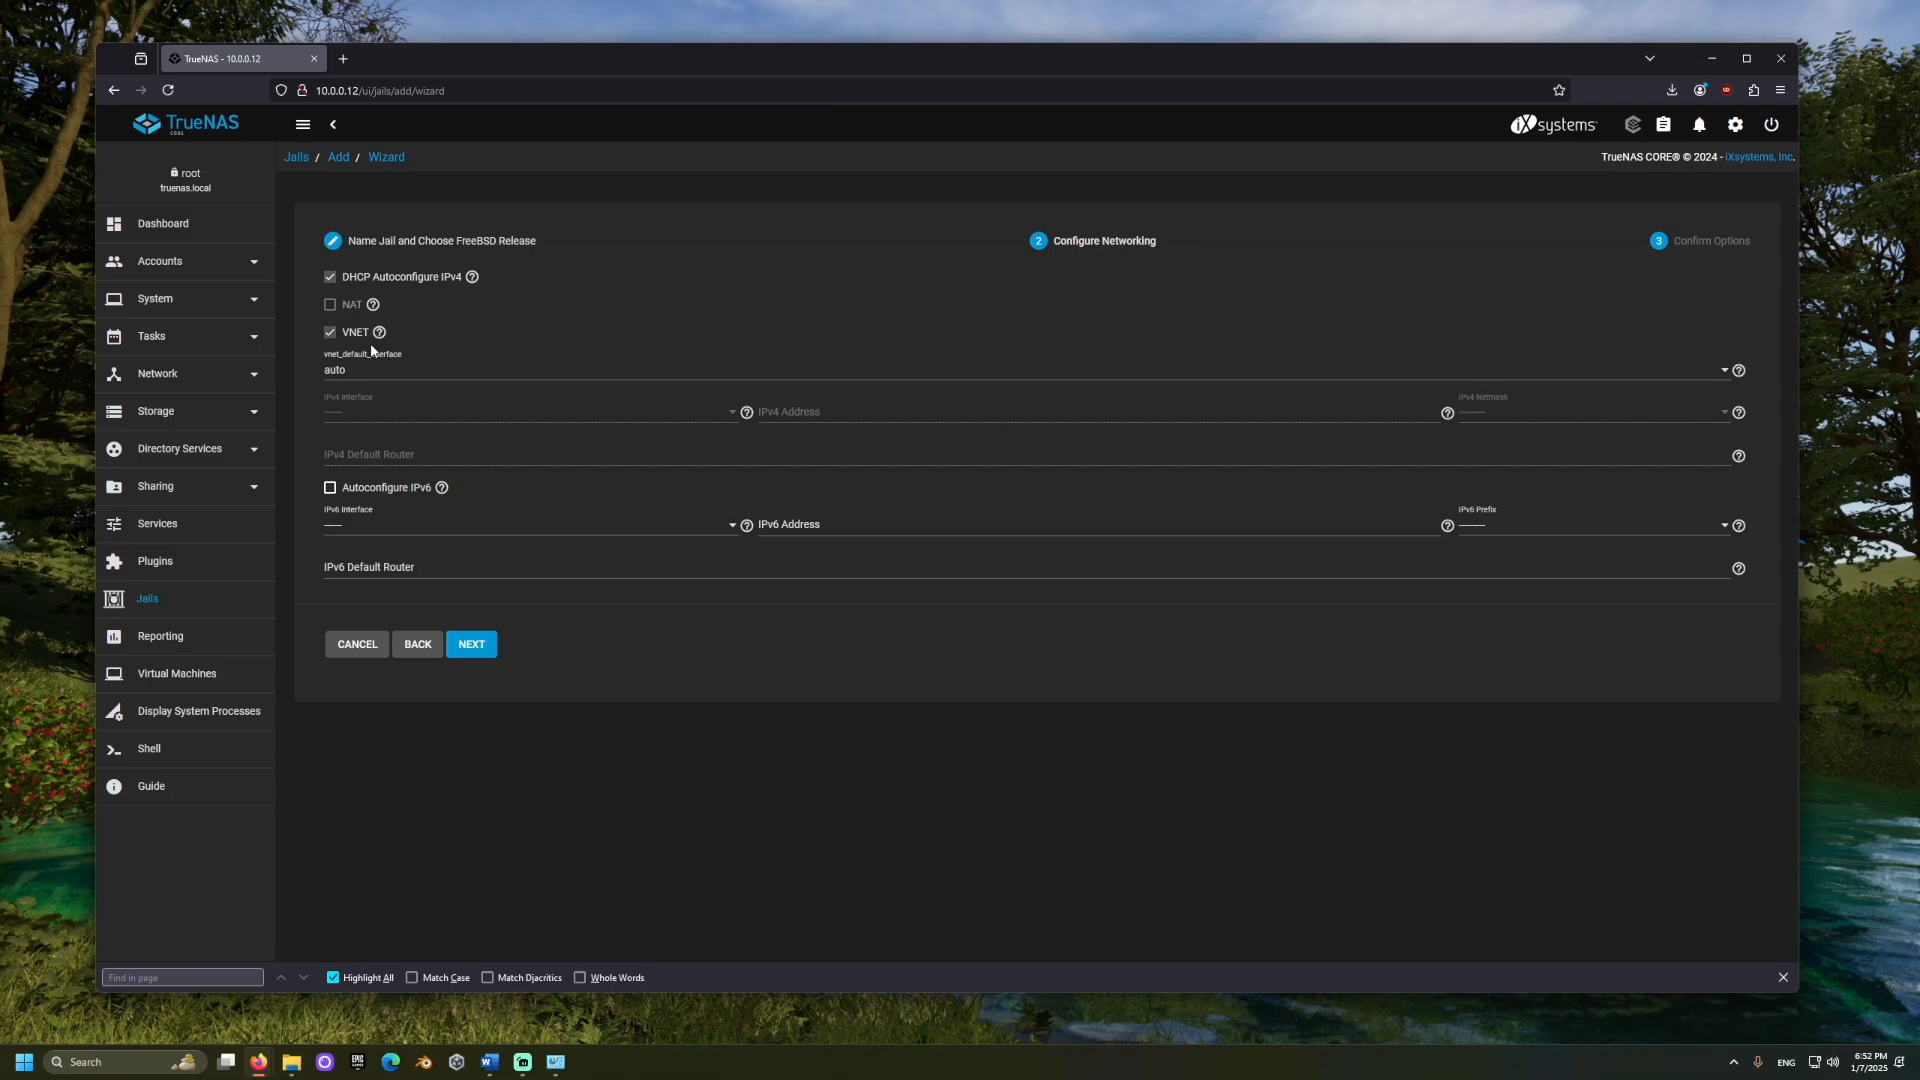 TrueNAS - 10.0.0.12
10.0.0.12/ui/jails/add/wizard
TrueNAS
CORE
iXsystems
Jails / Add / Wizard
TrueNAS CORE® © 2024 - iXsystems, Inc.
root
truenas.local
Dashboard
Accounts
System
Tasks
Network
Storage
Directory Services
Sharing
Services
Plugins
Jails
Reporting
Virtual Machines
Display System Processes
Shell
Guide
Name Jail and Choose FreeBSD Release
2 Configure Networking
3 Confirm Options
DHCP Autoconfigure IPv4
NAT
VNET
vnet_default_ erface
auto
IPv4 Interface
IPv4 Address
IPv4 Netmask
IPv4 Default Router
Autoconfigure IPv6
IPv6 Interface
IPv6 Address
IPv6 Prefix
IPv6 Default Router
CANCEL BACK NEXT
Find in page
Highlight All Match Case Match Diacritics Whole Words
Search
ENG
6:52 PM
1/7/2025